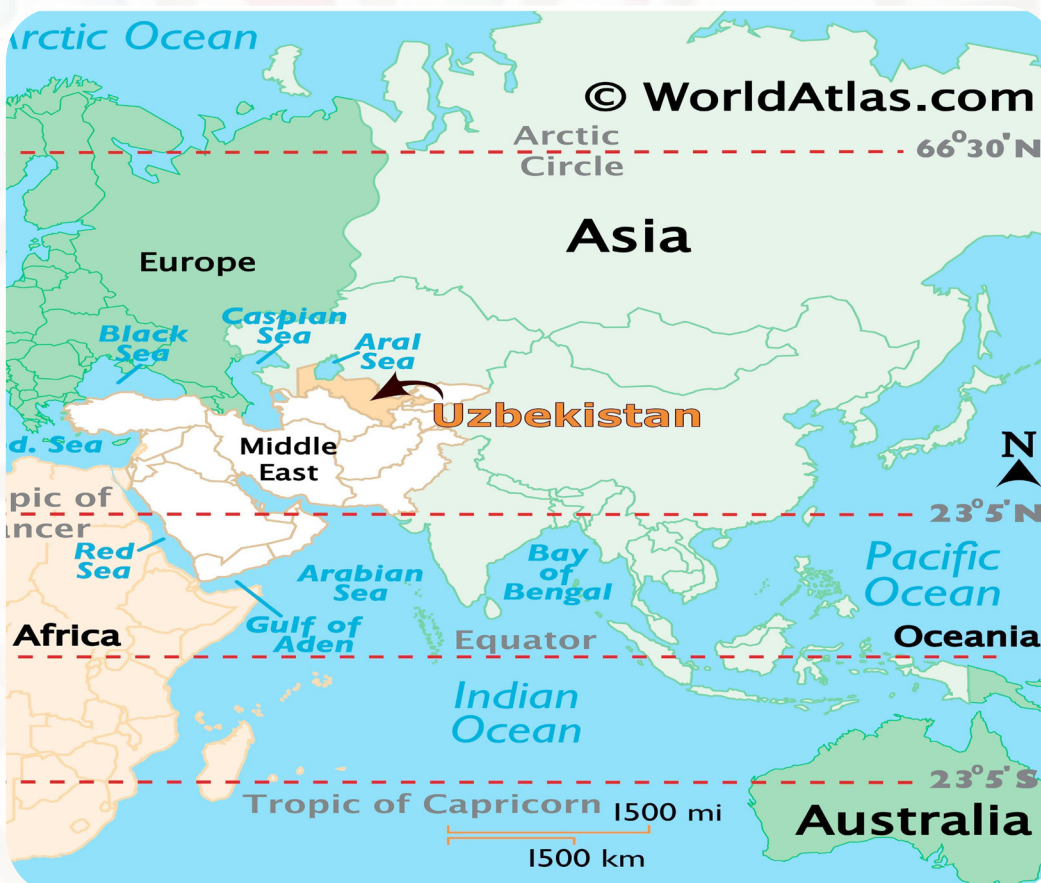 Arctic Ocean
© WorldAtlas.com
Arctic
Circle
66°30'N
Asia
Europe
Caspian
Sea
Black
Sea
Aral
Sea
Uzbekistan
Middle
East
d. Sea
N
pic of
ancer
23°5'N
Red
Sea
Arabian
Sea
Bay
of
Bengal
Pacific
Ocean
Gulf of
Aden
Africa
Equator
Oceania
Indian
Ocean
23°5'S
Tropic of Capricorn
1500 mi
1500 km
Australia